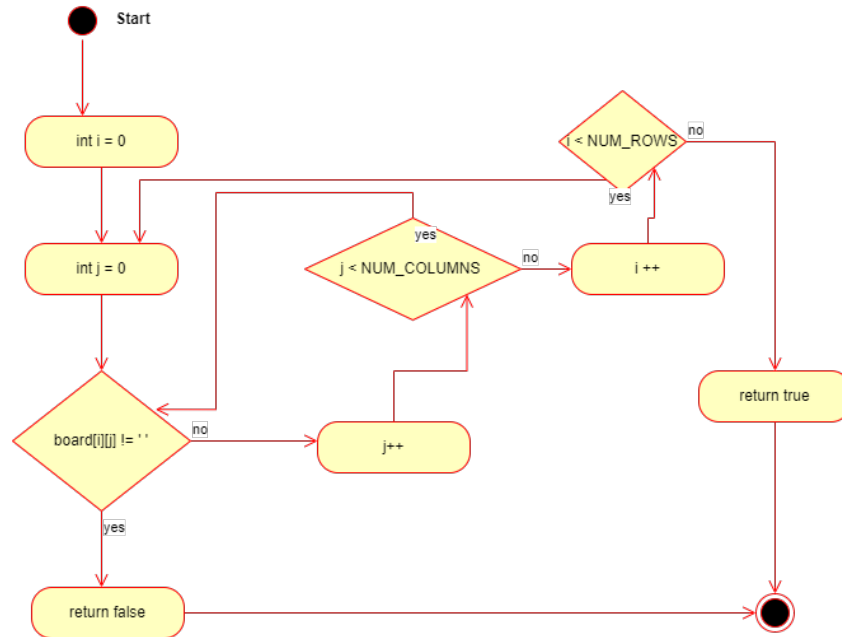 Start
int i = 0
i < NUM_ROWS
no
yes
int j = 0
yes
j < NUM_COLUMNS
no
i ++
return true
board[i][j] != ' '
no
j++
yes
return false